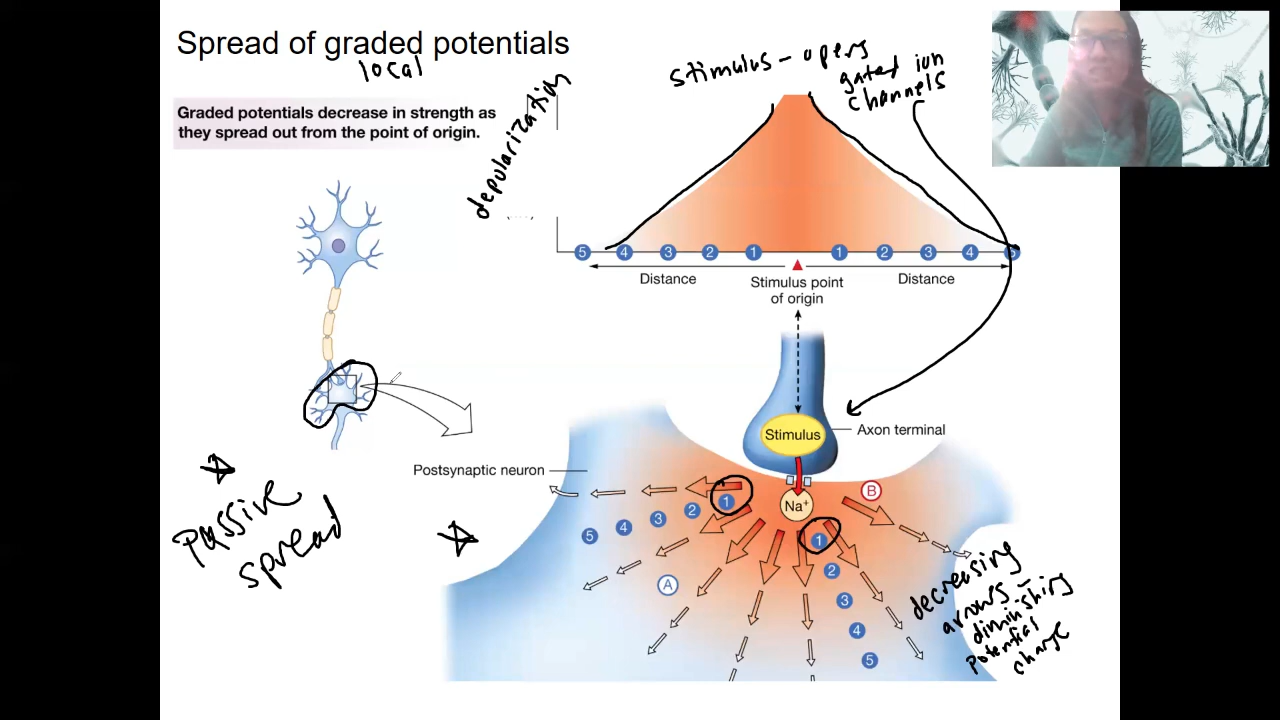 Spread of graded potentials
local
Graded potentials decrease in strength as
they spread out from the point of origin.
depolarization
stimulus - opens
gated ion
channels
5 4 3 2 1 1 2 3 4 5
Distance
Stimulus point
of origin
Distance
Stimulus
Axon terminal
Postsynaptic neuron
Na+
B
1 2 3 4 5
A
1
2
3
4
5
Passive
spread
decreasing
arrows -
diminishing
potential
charge